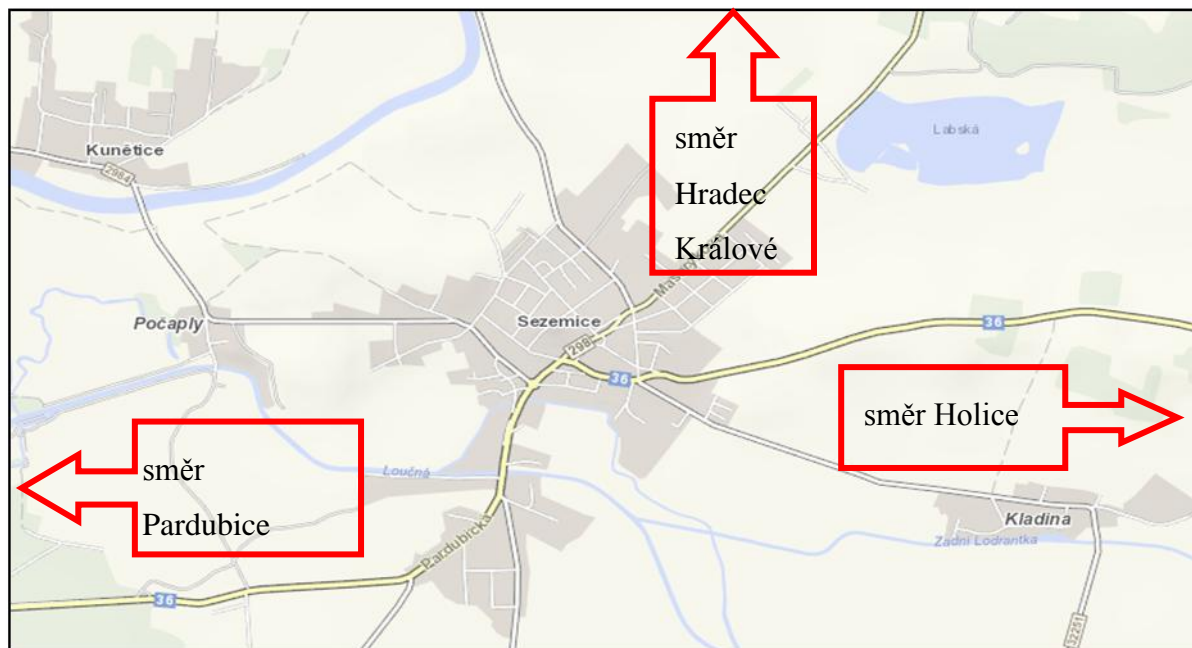 Kunětice
2984
Labská
směr
Hradec
Králové
Počaply
Sezemice
298
36
36
směr Holice
směr
Pardubice
Loučná
Pardubická
Kladina
Zadní Lodrantka
36
32251